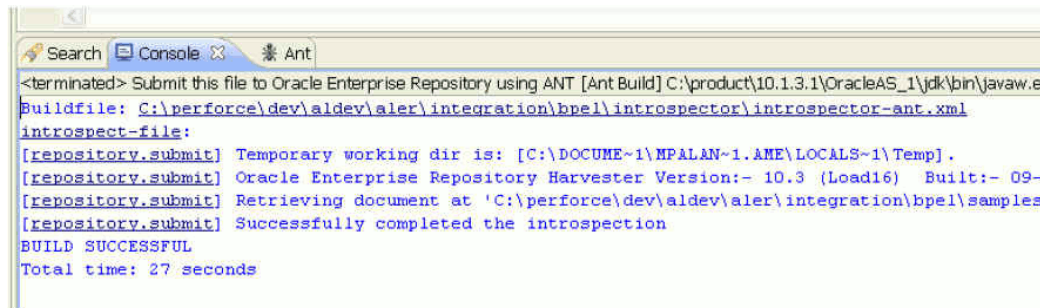 Search Console Ant
<terminated> Submit this file to Oracle Enterprise Repository using ANT [Ant Build] C:\product\10.1.3.1\OracleAS_1\jdk\bin\javaw.e
Buildfile: C:\perforce\dev\aldev\aler\integration\bpel\introspector\introspector-ant.xml
introspect-file:
[repository.submit] Temporary working dir is: [C:\DOCUME~1\MPALAN~1.AME\LOCALS~1\Temp].
[repository.submit] Oracle Enterprise Repository Harvester Version:- 10.3 (Load16) Built:- 09-
[repository.submit] Retrieving document at 'C:\perforce\dev\aldev\aler\integration\bpel\samples
[repository.submit] Successfully completed the introspection
BUILD SUCCESSFUL
Total time: 27 seconds